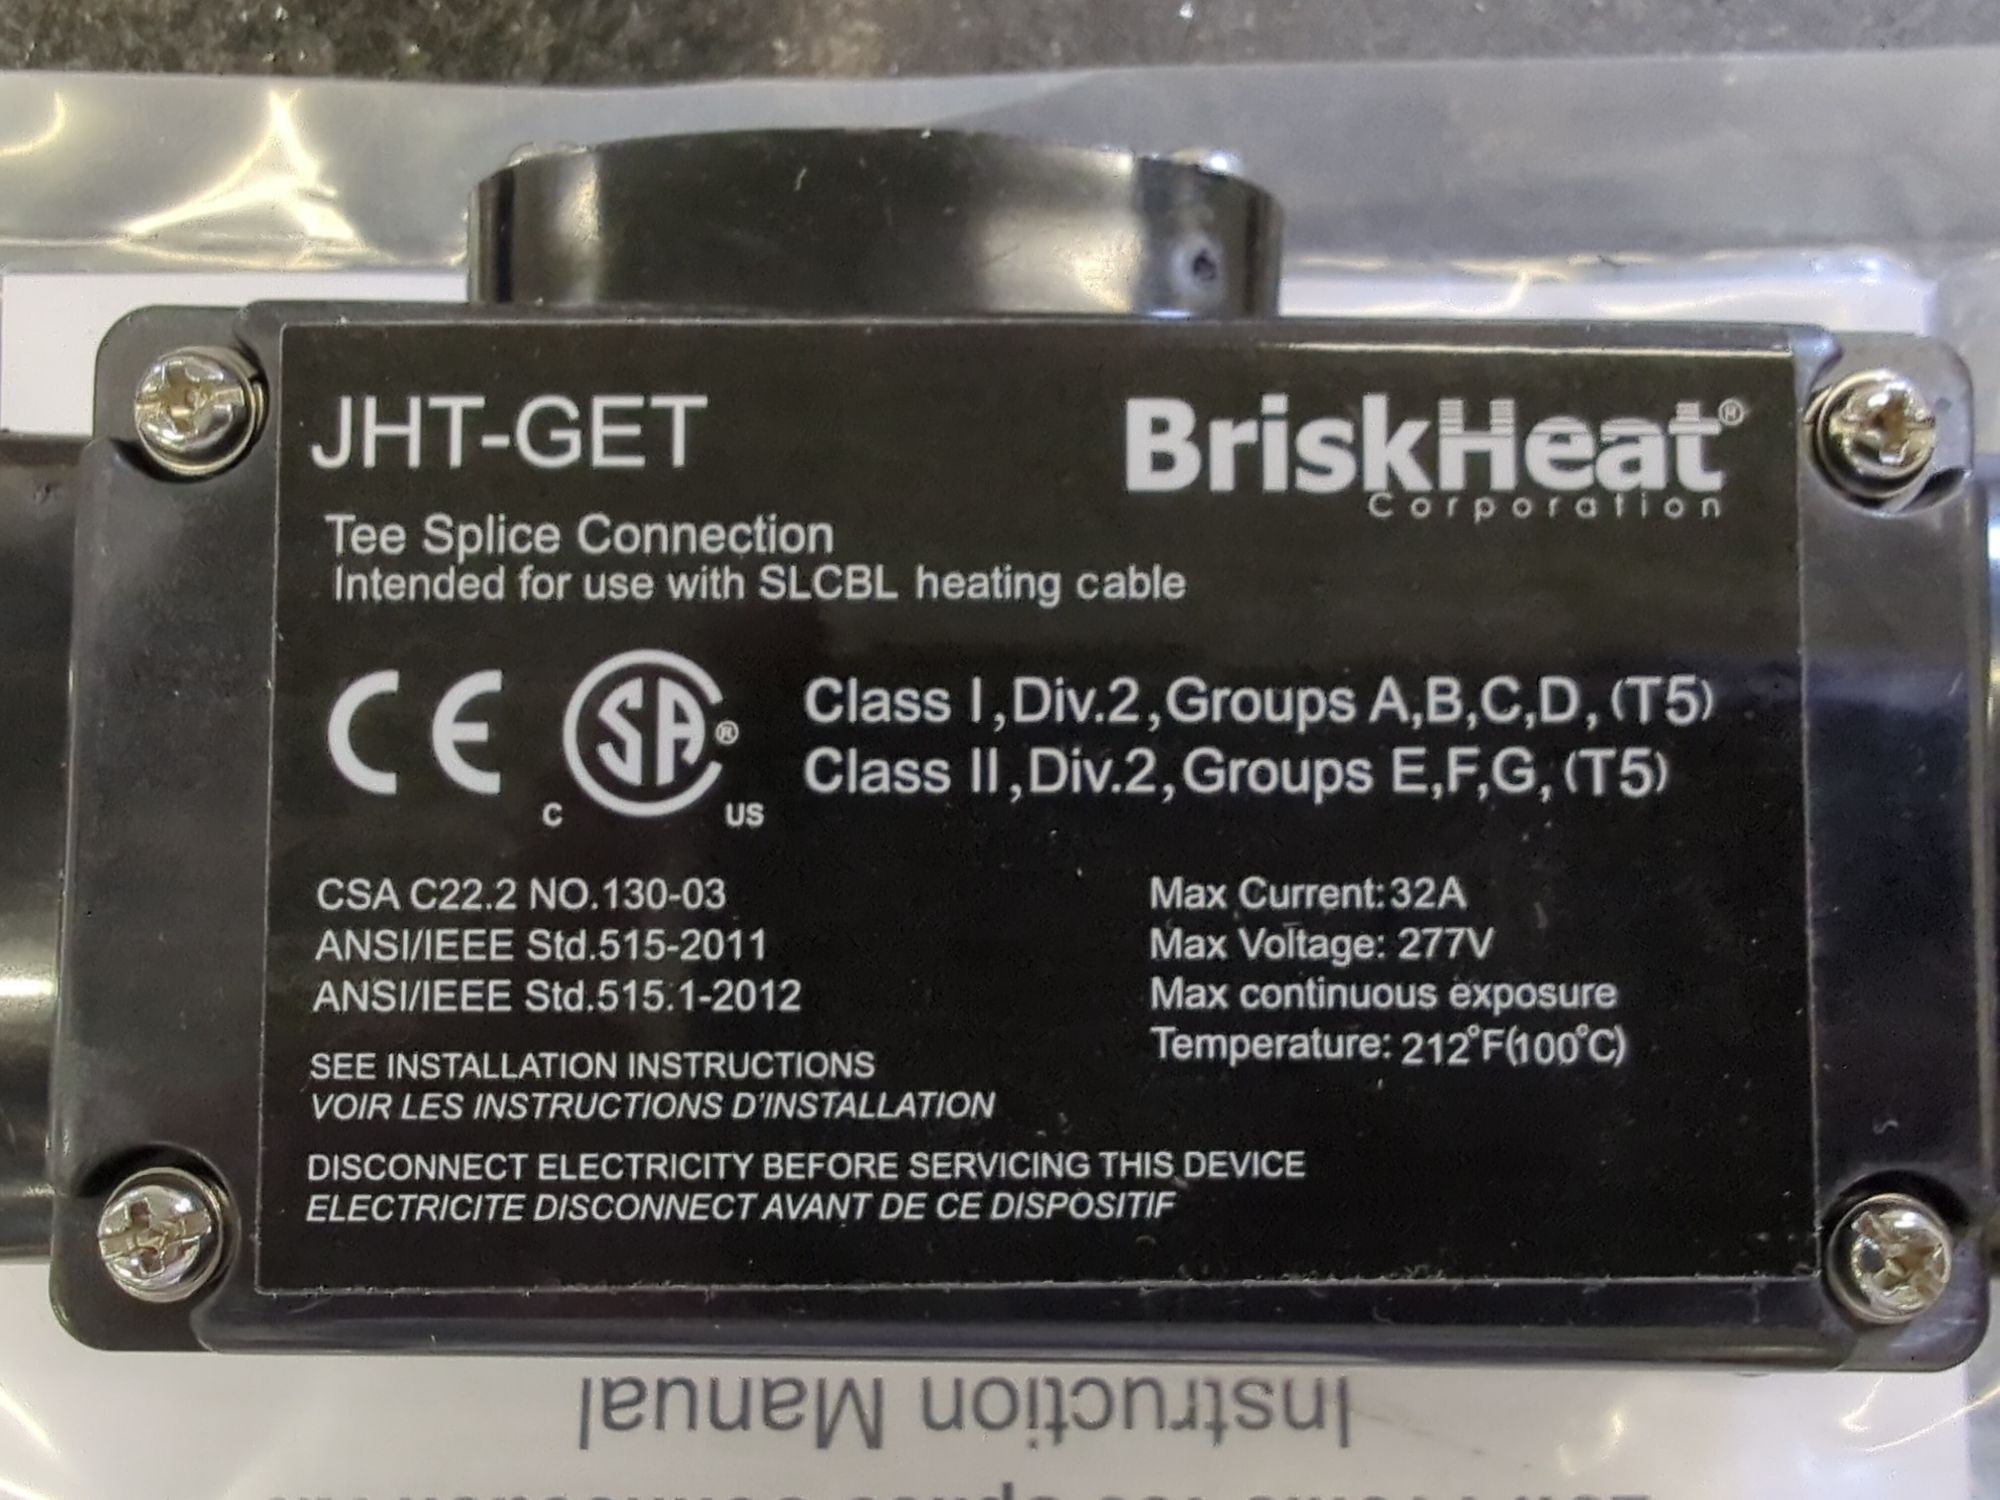 JHT-GET
BriskHeat®
Corporation
Tee Splice Connection
Intended for use with SLCBL heating cable
CE
SA®
C US
Class I,Div.2,Groups A,B,C,D,(T5)
Class II,Div.2,Groups E,F,G,(T5)
CSA C22.2 NO.130-03
ANSI/IEEE Std.515-2011
ANSI/IEEE Std.515.1-2012
Max Current:32A
Max Voltage: 277V
Max continuous exposure
Temperature: 212°F(100°C)
SEE INSTALLATION INSTRUCTIONS
VOIR LES INSTRUCTIONS D'INSTALLATION
DISCONNECT ELECTRICITY BEFORE SERVICING THIS DEVICE
ELECTRICITE DISCONNECT AVANT DE CE DISPOSITIF
Instruction Manual